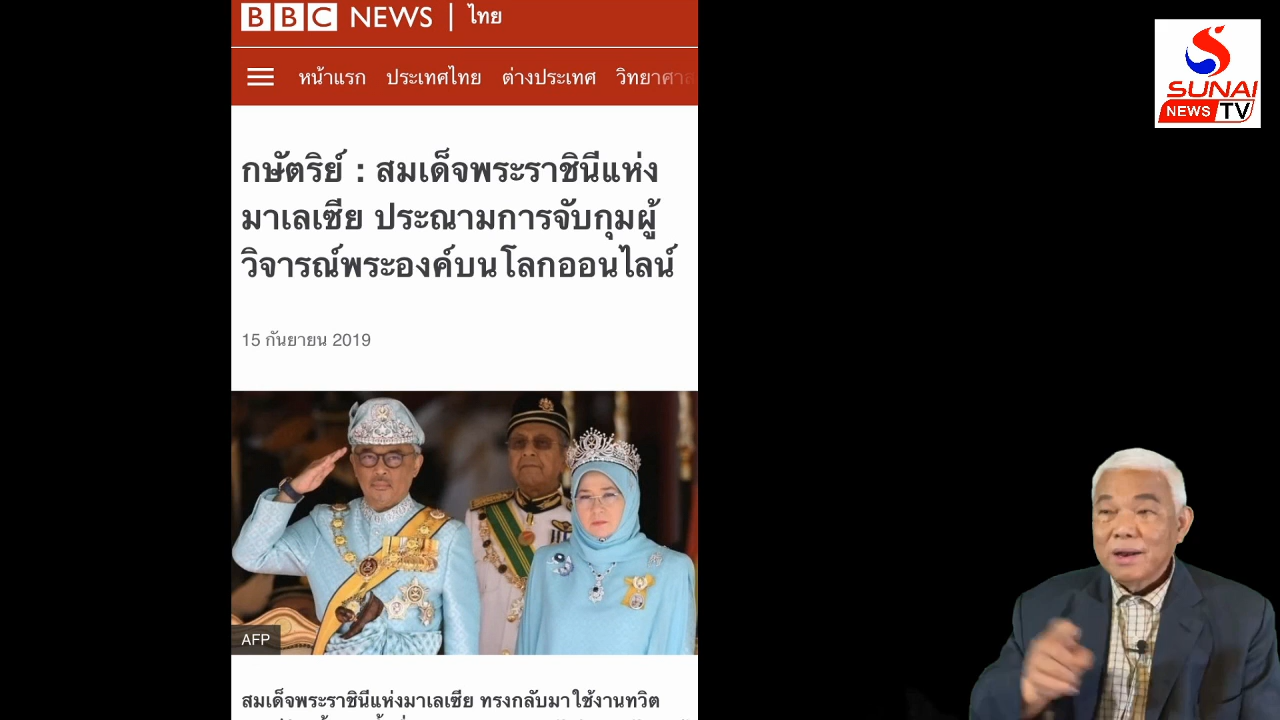 BBC NEWS | ไทย
หน้าแรก ประเทศไทย ต่างประเทศ วิทยาศาส
SUNAI
NEWS TV
กษัตริย์ : สมเด็จพระราชินีแห่ง
มาเลเซีย ประณามการจับกุมผู้
วิจารณ์พระองค์บนโลกออนไลน์
15 กันยายน 2019
AFP
สมเด็จพระราชินีแห่งมาเลเซีย ทรงกลับมาใช้งานทวิต